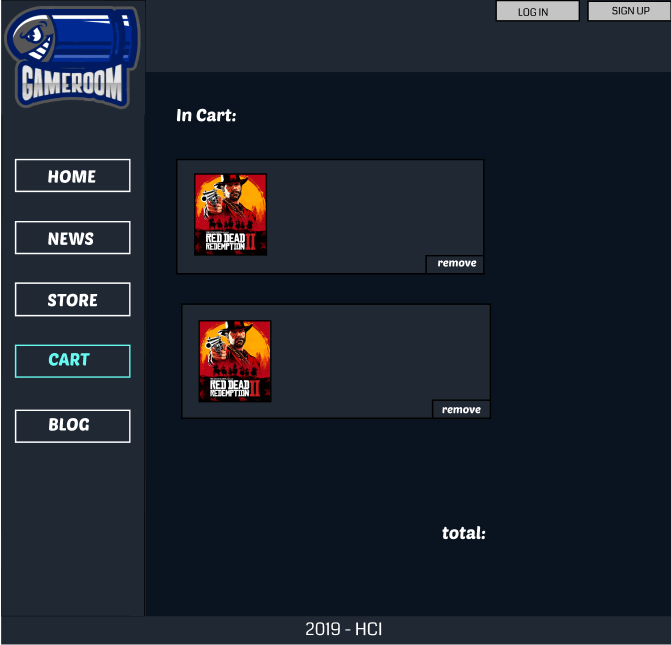 LOG IN
SIGN UP
GAMEROOM
In Cart:
HOME
NEWS
STORE
CART
BLOG
RED DEAD
REDEMPTION II
remove
RED DEAD
REDEMPTION II
remove
total:
2019 - HCI